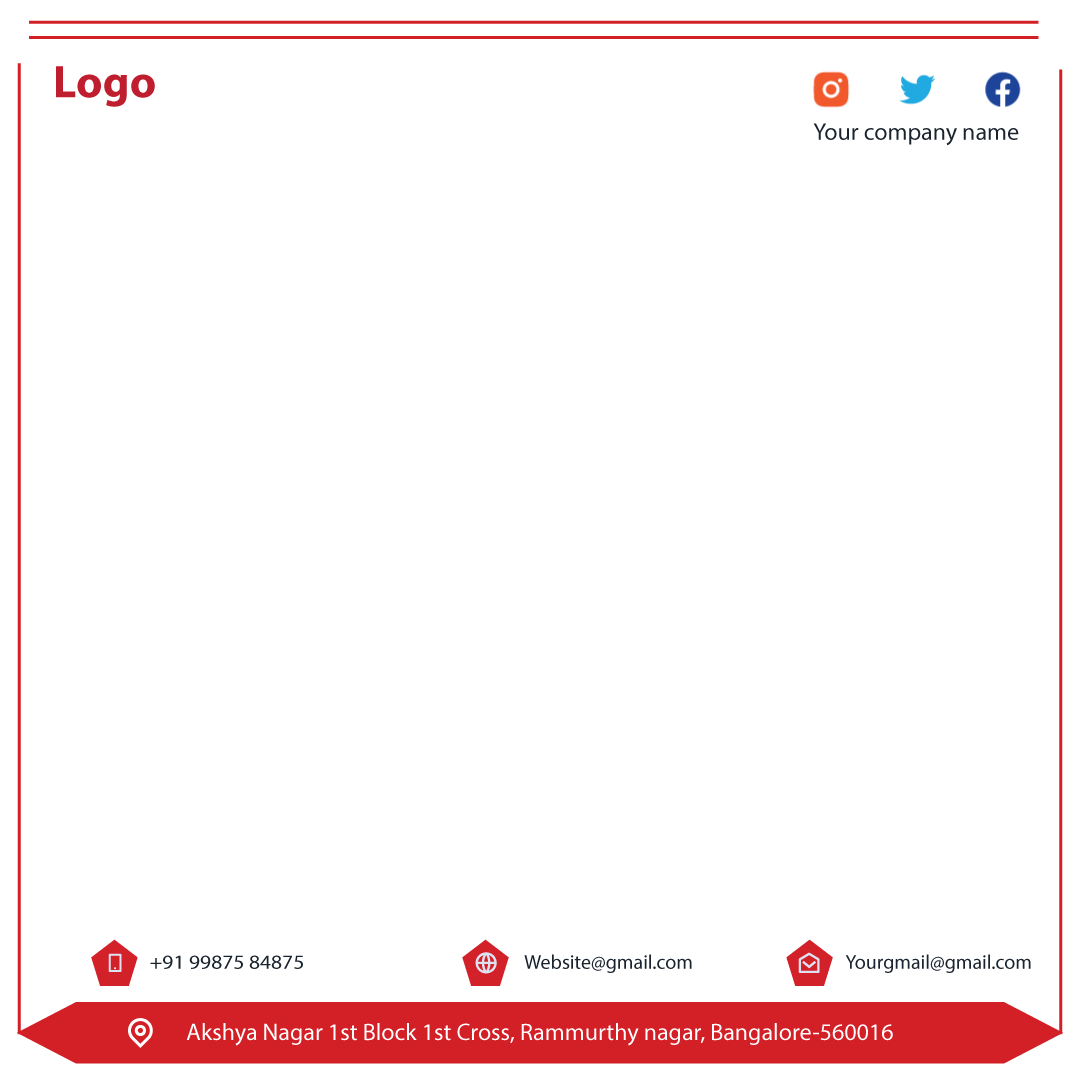 Logo
Your company name
+91 99875 84875
Website@gmail.com
Yourgmail@gmail.com
Akshya Nagar 1st Block 1st Cross, Rammurthy nagar, Bangalore-560016